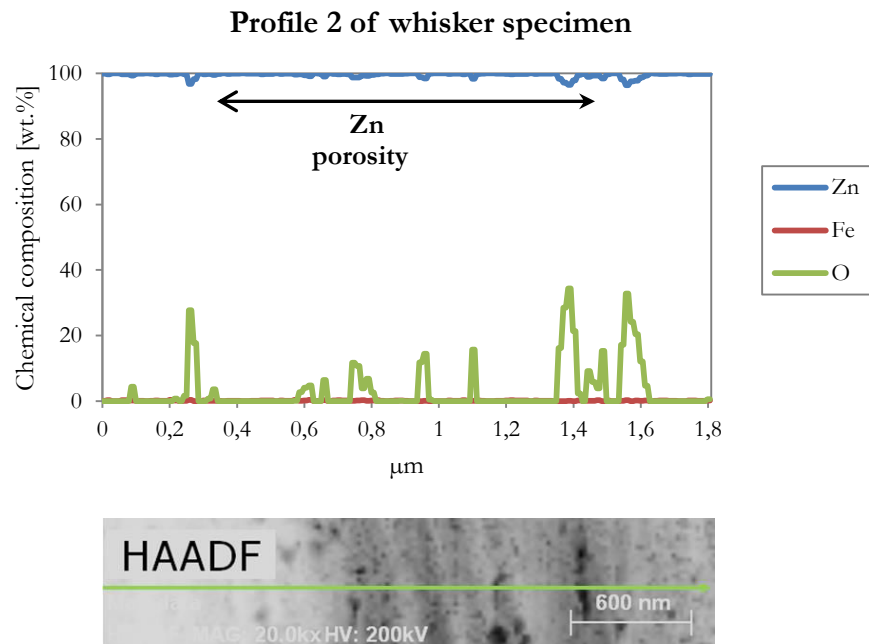 Profile 2 of whisker specimen
Chemical composition [wt.%]
100
80
60
40
20
0
Zn
porosity
Zn
Fe
O
0 0,2 0,4 0,6 0,8 1 1,2 1,4 1,6 1,8
µm
HAADF
600 nm
MAG: 20.0kx HV: 200kV